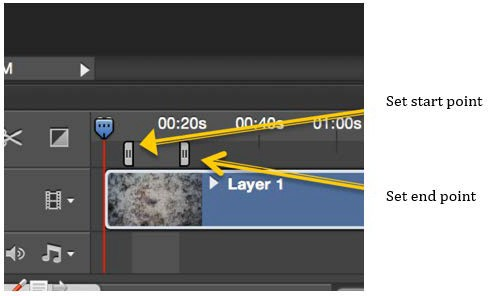 M
00:20s 00:40s 01:00s
Set start point
Layer 1
Set end point